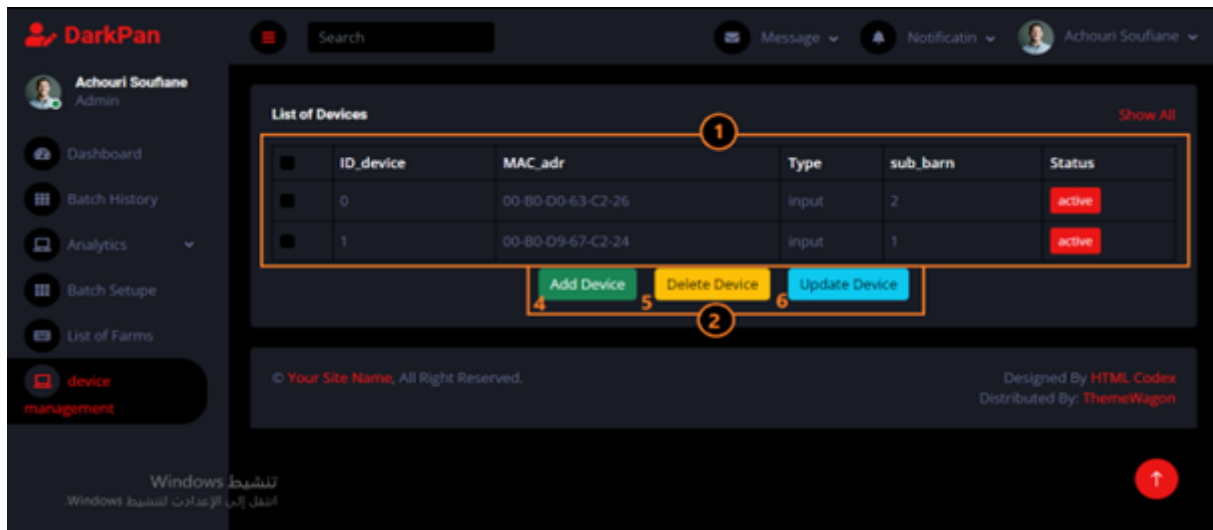 DarkPan
Search
Message
Notificatin
Achouri Soufiane
Achouri Soufiane
Admin
Dashboard
Batch History
Analytics
Batch Setupe
List of Farms
device
management
List of Devices
Show All
1
ID_device MAC_adr Type sub_barn Status
0 00-B0-D0-63-C2-26 input 2 active
1 00-B0-D9-67-C2-24 input 1 active
Add Device Delete Device Update Device
4 5 6
2
© Your Site Name, All Right Reserved.
Designed By HTML Codex
Distributed By: ThemeWagon
تنشيط Windows
انتقل إلى الإعدادت لتنشيط Windows.